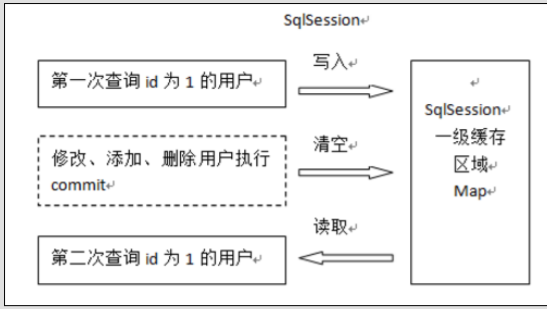 SqlSession
第一次查询 id 为 1 的用户
写入
修改、添加、删除用户执行
commit
清空
第二次查询 id 为 1 的用户
读取
SqlSession
一级缓存
区域
Map